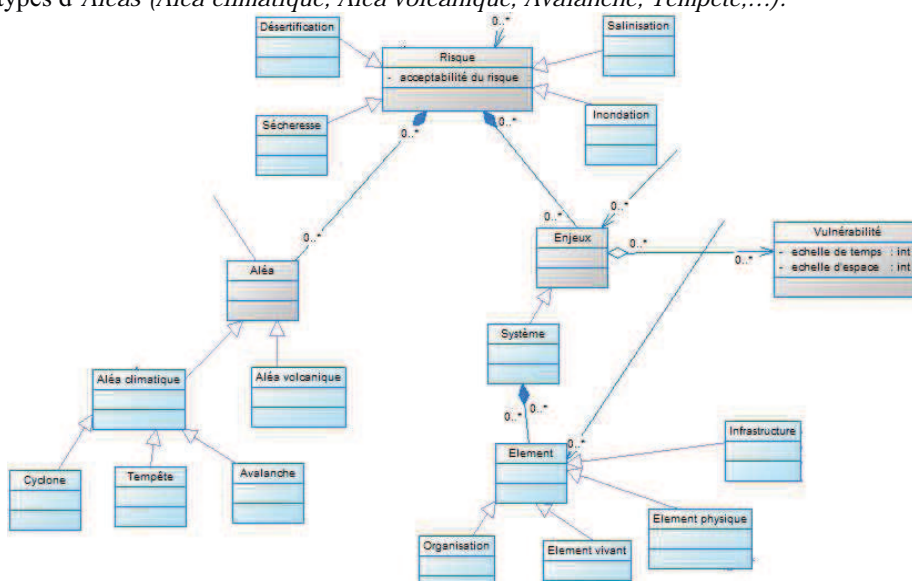 types d'Aléas (Aléa climatique, Aléa volcanique, Avalanche, Tempête,…).
Désertification
0..*
Salinisation
Risque
- acceptabilité du risque
Sécheresse
Inondation
0..*
0..*
0..*
0..*
0..*
Enjeux
0..*
0..*
Vulnérabilité
- echelle de temps : int
- echelle d'espace : int
Aléa
Système
Aléa climatique
Aléa volcanique
0..*
0..*
0..*
Infrastructure
Element
Cyclone
Tempête
Avalanche
Element physique
Organisation
Element vivant